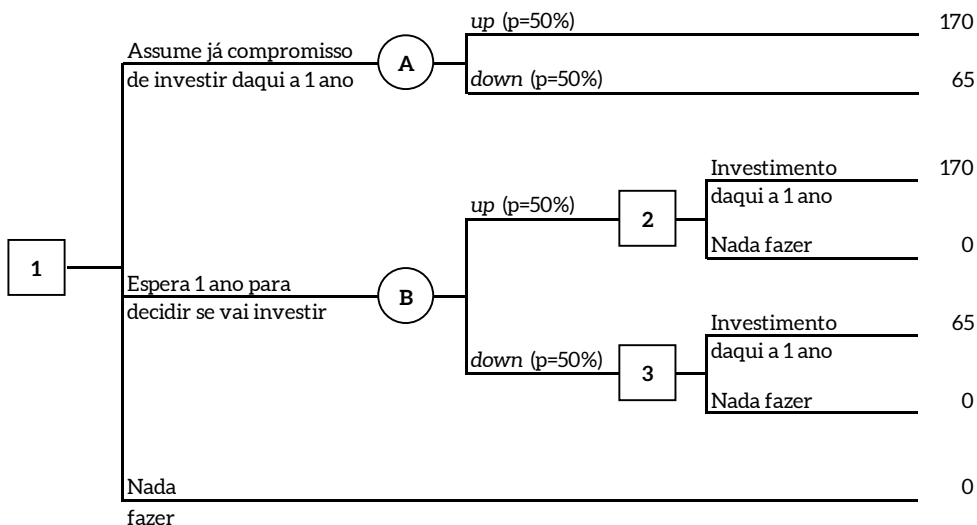 up (p=50%) 170
Assume já compromisso
de investir daqui a 1 ano
A
down (p=50%) 65
Investimento 170
daqui a 1 ano
up (p=50%)
2
Nada fazer 0
1
Espera 1 ano para
decidir se vai investir
B
Investimento 65
daqui a 1 ano
down (p=50%)
3
Nada fazer 0
Nada 0
fazer